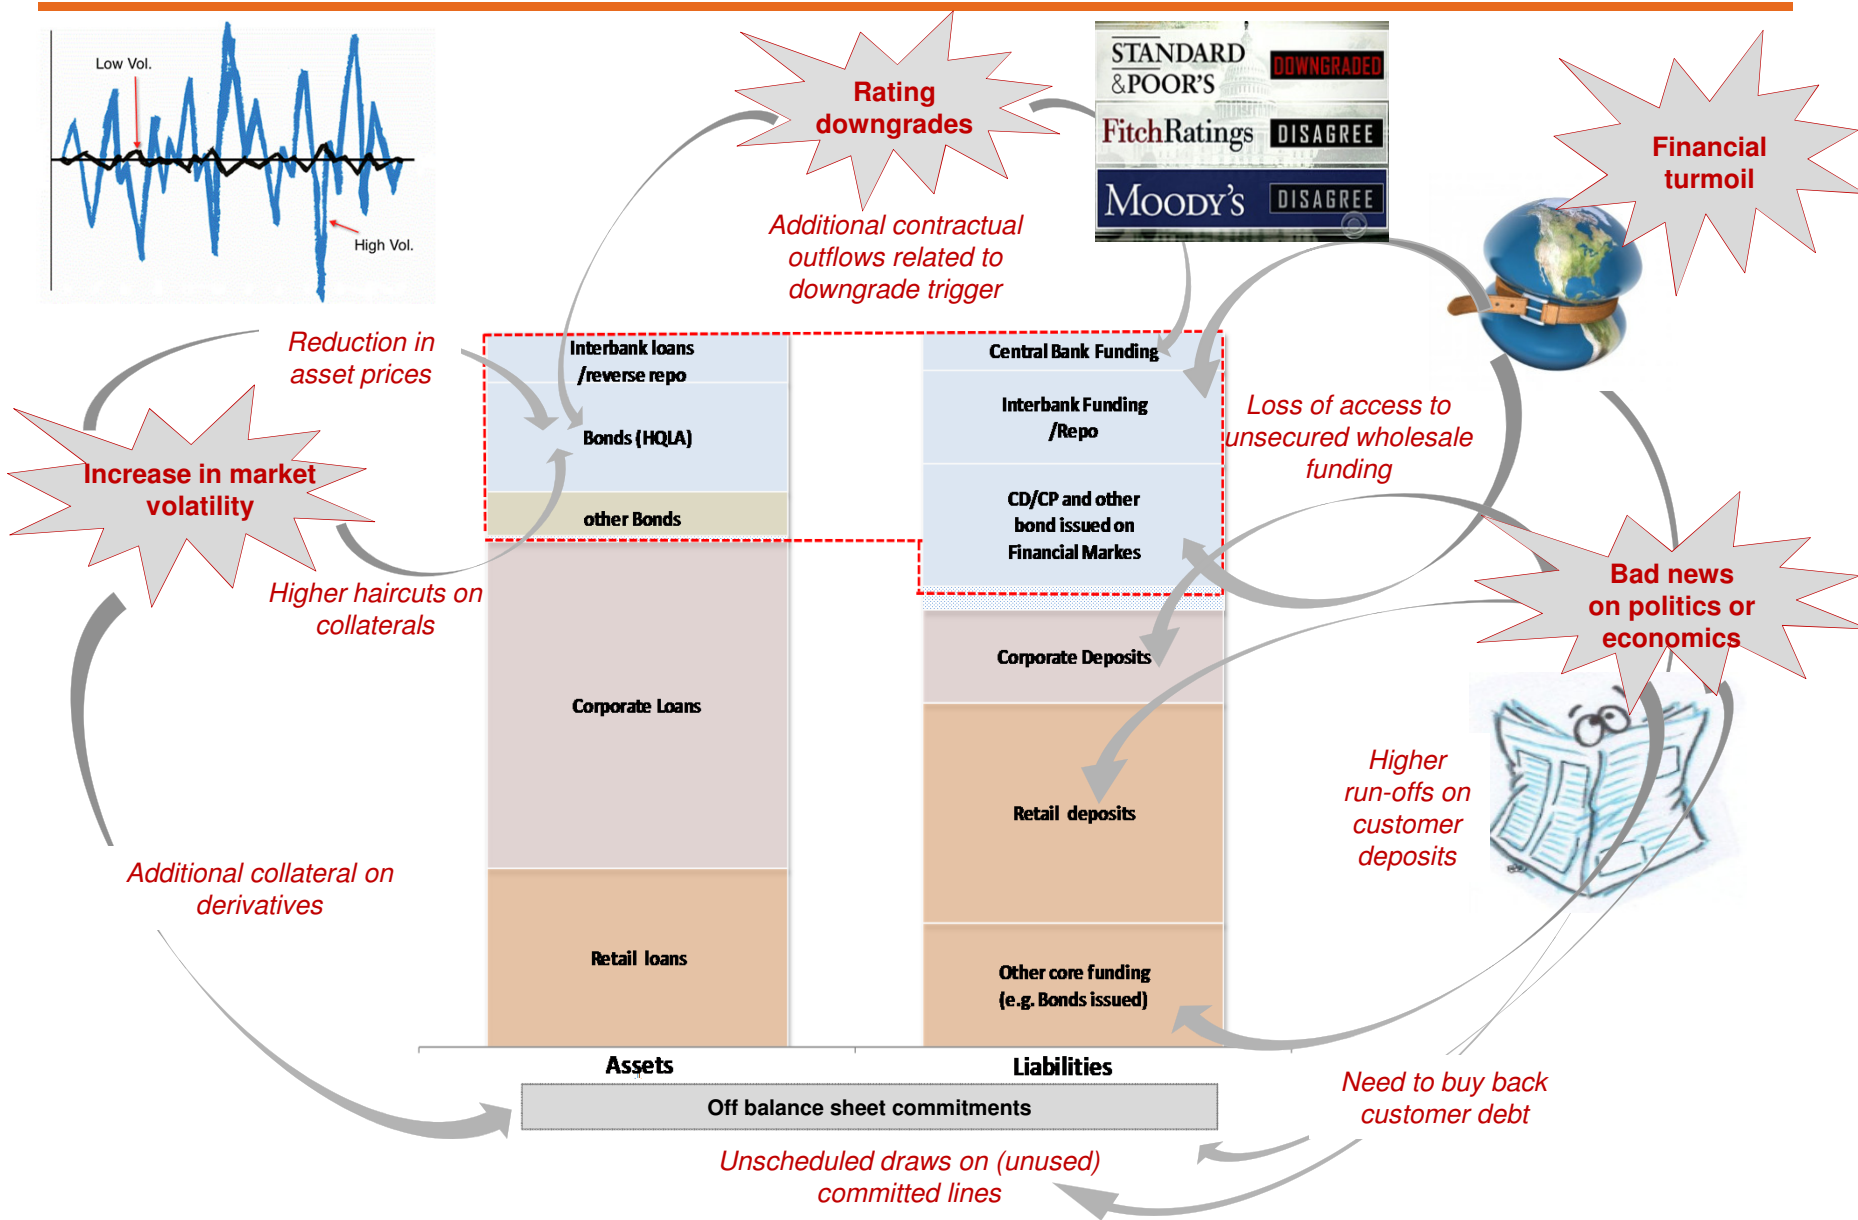 Low Vol.
High Vol.
Rating
downgrades
STANDARD
&POOR'S
DOWNGRADED
FitchRatings
DISAGREE
MOODY'S
DISAGREE
Financial
turmoil
Additional contractual
outflows related to
downgrade trigger
Reduction in
asset prices
Increase in market
volatility
Higher haircuts on
collaterals
Additional collateral on
derivatives
Interbank loans
/reverse repo
Bonds (HQLA)
other Bonds
Corporate Loans
Retail loans
Assets
Central Bank Funding
Interbank Funding
/Repo
CD/CP and other
bond issued on
Financial Markes
Corporate Deposits
Retail deposits
Other core funding
(e.g. Bonds issued)
Liabilities
Loss of access to
unsecured wholesale
funding
Bad news
on politics or
economics
Higher
run-offs on
customer
deposits
Need to buy back
customer debt
Off balance sheet commitments
Unscheduled draws on (unused)
committed lines